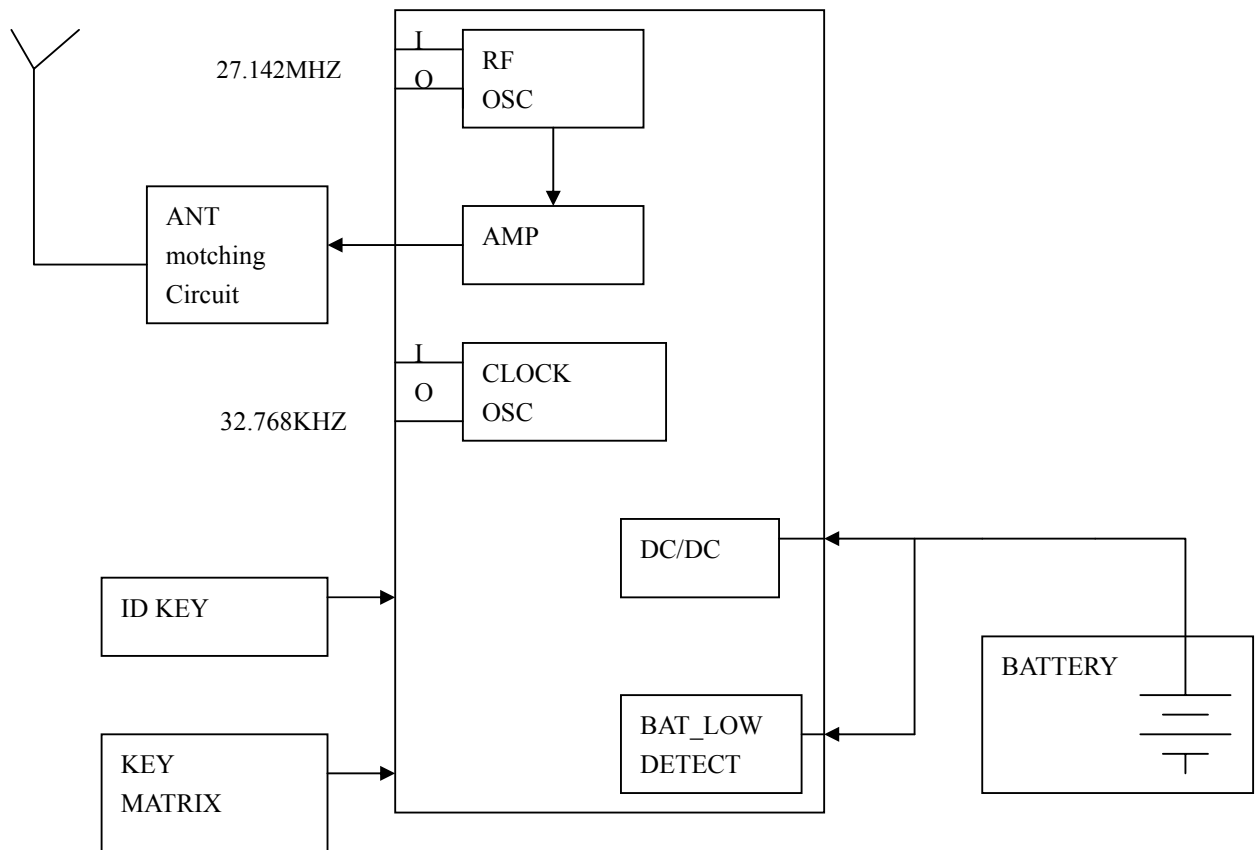 I
27.142MHZ
O
RF
OSC
ANT
motching
Circuit
AMP
I
O
32.768KHZ
CLOCK
OSC
DC/DC
ID KEY
BATTERY
BAT_LOW
DETECT
KEY
MATRIX